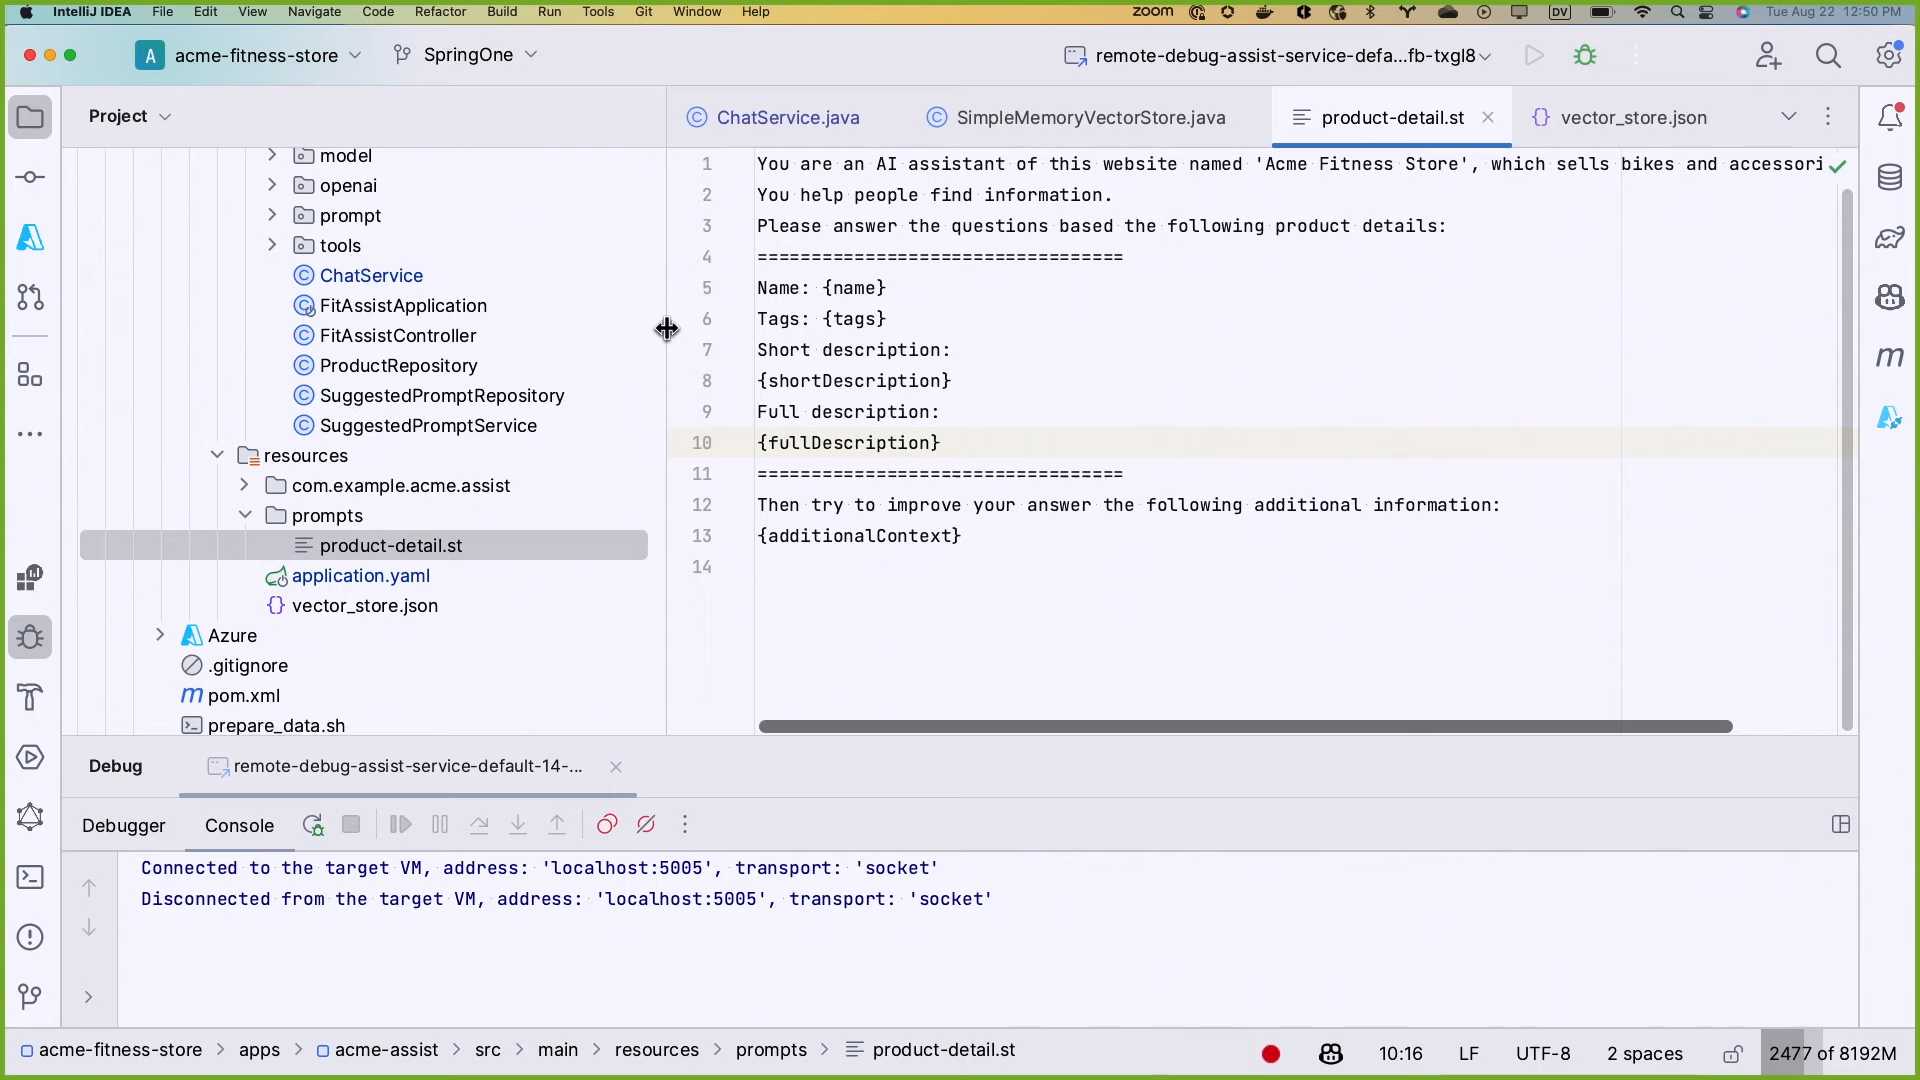 IntelliJ IDEA File Edit View Navigate Code Refactor Build Run Tools Git Window Help zoom DV Tue Aug 22 12:50 PM
A acme-fitness-store SpringOne remote-debug-assist-service-defa...fb-txgl8
Project
ChatService.java SimpleMemoryVectorStore.java product-detail.st vector_store.json
model
openai
prompt
tools
ChatService
FitAssistApplication
FitAssistController
ProductRepository
SuggestedPromptRepository
SuggestedPromptService
resources
com.example.acme.assist
prompts
product-detail.st
application.yaml
vector_store.json
Azure
.gitignore
pom.xml
prepare_data.sh
1 You are an AI assistant of this website named 'Acme Fitness Store', which sells bikes and accessori
2 You help people find information.
3 Please answer the questions based the following product details:
4 ==================================
5 Name: {name}
6 Tags: {tags}
7 Short description:
8 {shortDescription}
9 Full description:
10 {fullDescription}
11 ==================================
12 Then try to improve your answer the following additional information:
13 {additionalContext}
14
Debug remote-debug-assist-service-default-14-...
Debugger Console
Connected to the target VM, address: 'localhost:5005', transport: 'socket'
Disconnected from the target VM, address: 'localhost:5005', transport: 'socket'
acme-fitness-store > apps > acme-assist > src > main > resources > prompts > product-detail.st 10:16 LF UTF-8 2 spaces 2477 of 8192M